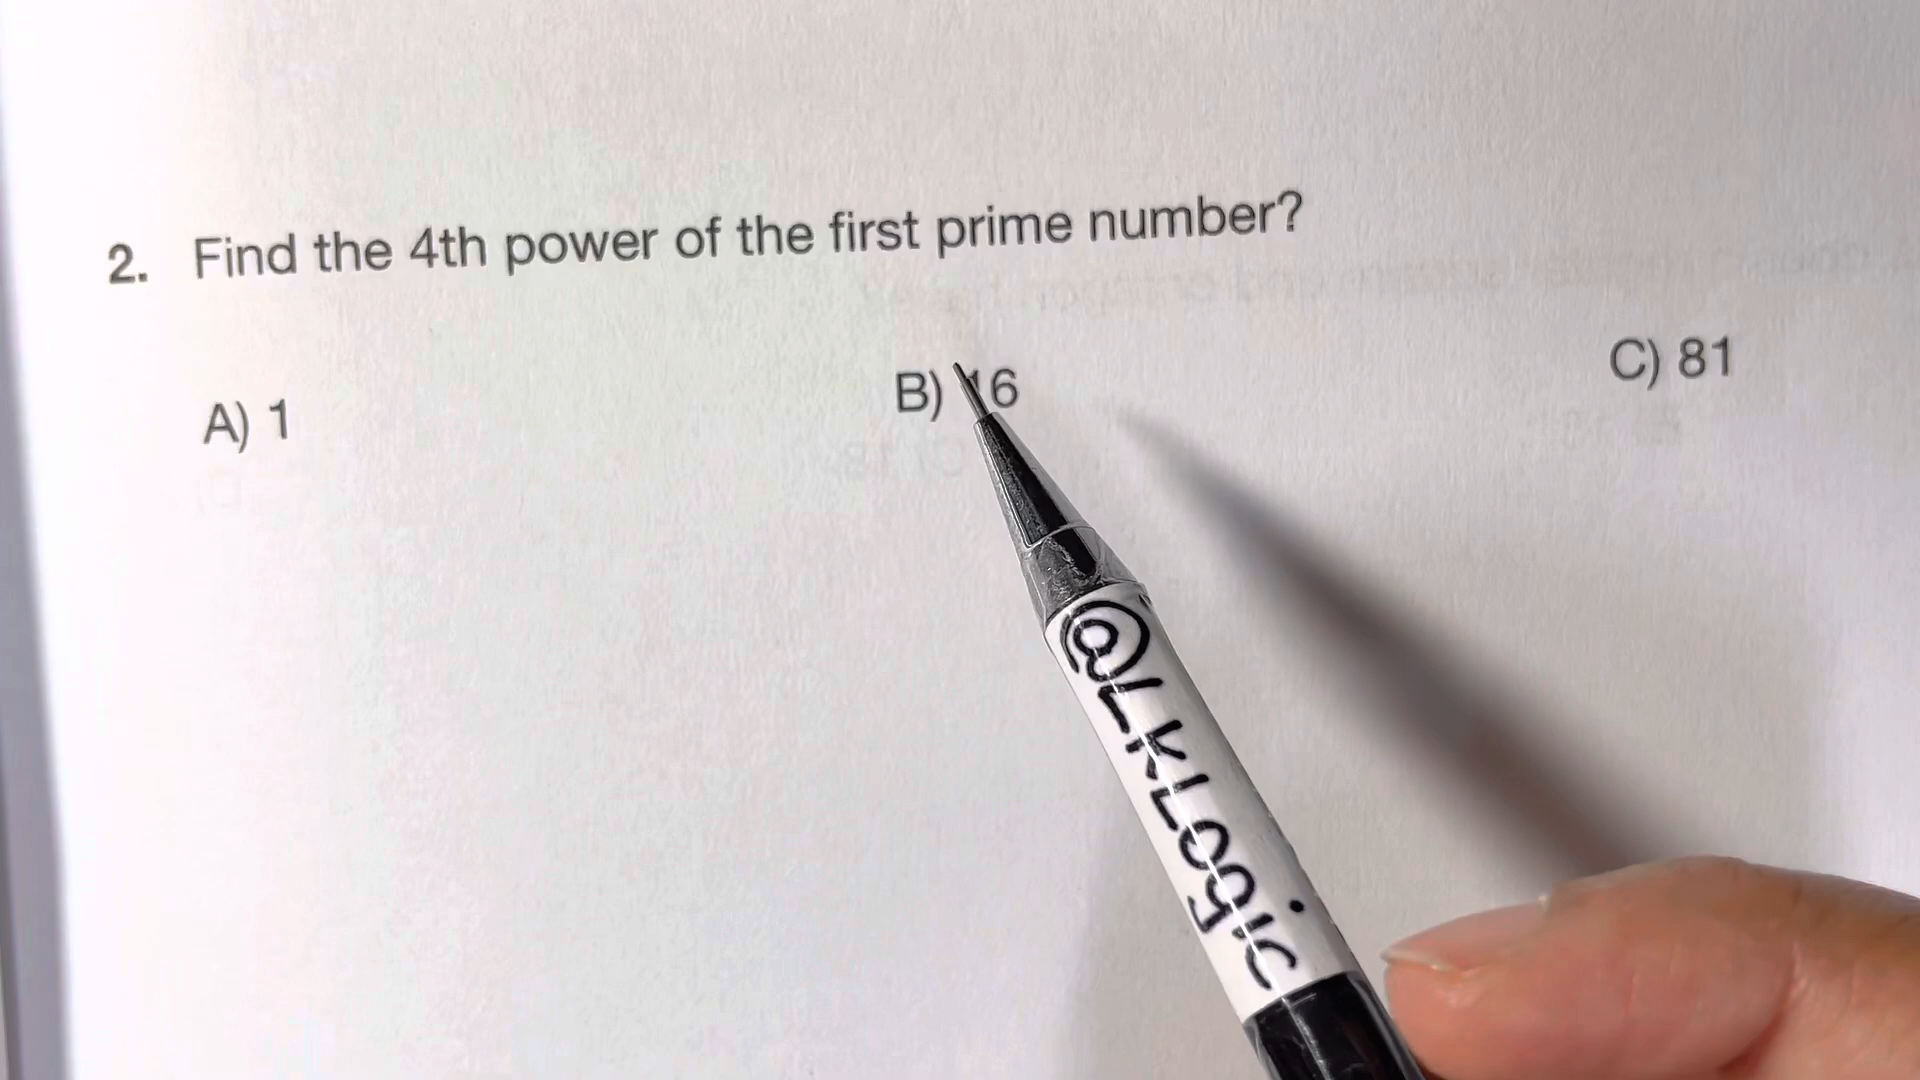 2. Find the 4th power of the first prime number?
A) 1 B) 16 C) 81
@LKLogic